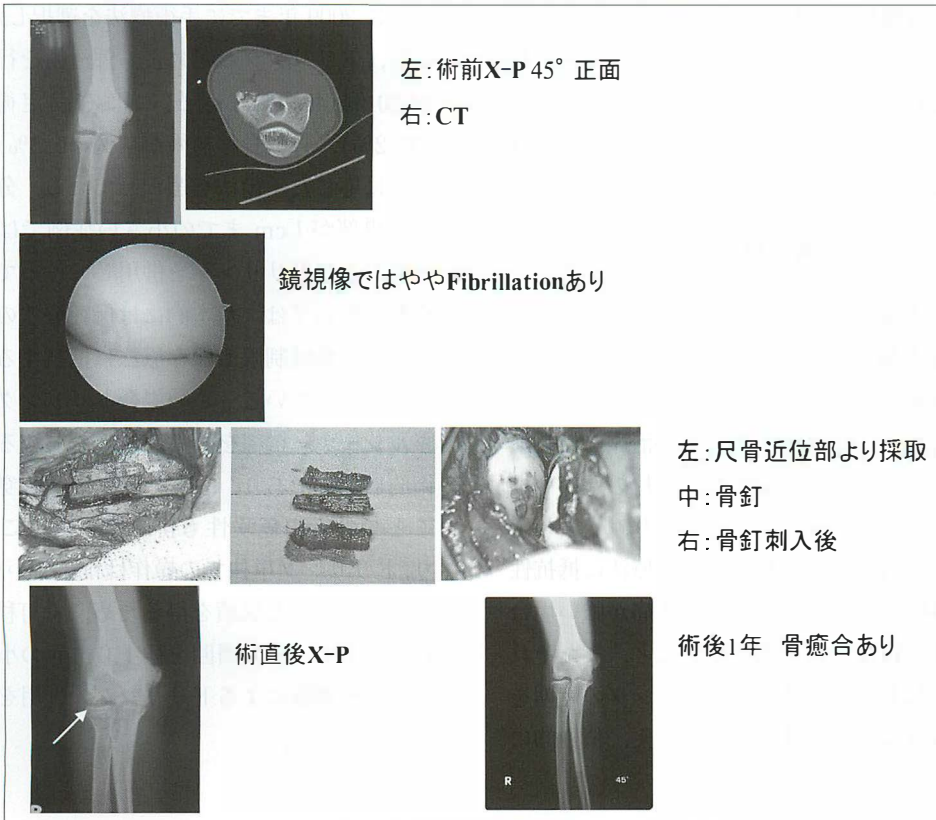 左:術前X-P 45° 正面
右:CT
鏡視像ではややFibrillationあり
左:尺骨近位部より採取
中:骨釘
右:骨釘刺入後
術直後X-P
術後1年 骨癒合あり
R
45°